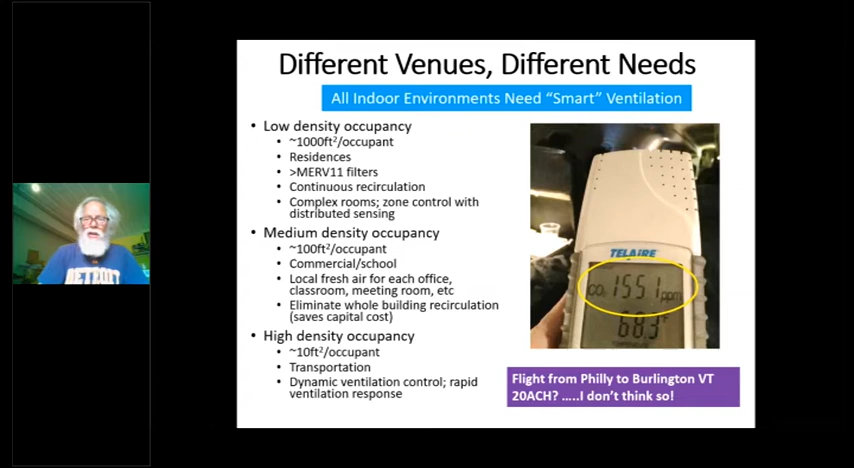 Different Venues, Different Needs
All Indoor Environments Need “Smart” Ventilation
• Low density occupancy
• ~1000ft²/occupant
• Residences
• >MERV11 filters
• Continuous recirculation
• Complex rooms; zone control with
distributed sensing
• Medium density occupancy
• ~100ft²/occupant
• Commercial/school
• Local fresh air for each office,
classroom, meeting room, etc
• Eliminate whole building recirculation
(saves capital cost)
• High density occupancy
• ~10ft²/occupant
• Transportation
• Dynamic ventilation control; rapid
ventilation response
TELAIRE
CO₂ 1551 ppm
68.3 °F
TEMPERATURE
Flight from Philly to Burlington VT
20ACH? …..I don’t think so!
DETROIT